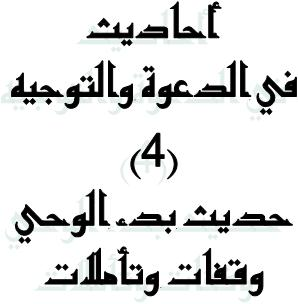 أحاديث
في الدعوة والتوجيه
(4)
حديث بدء الوحي
وقفات وتأملات